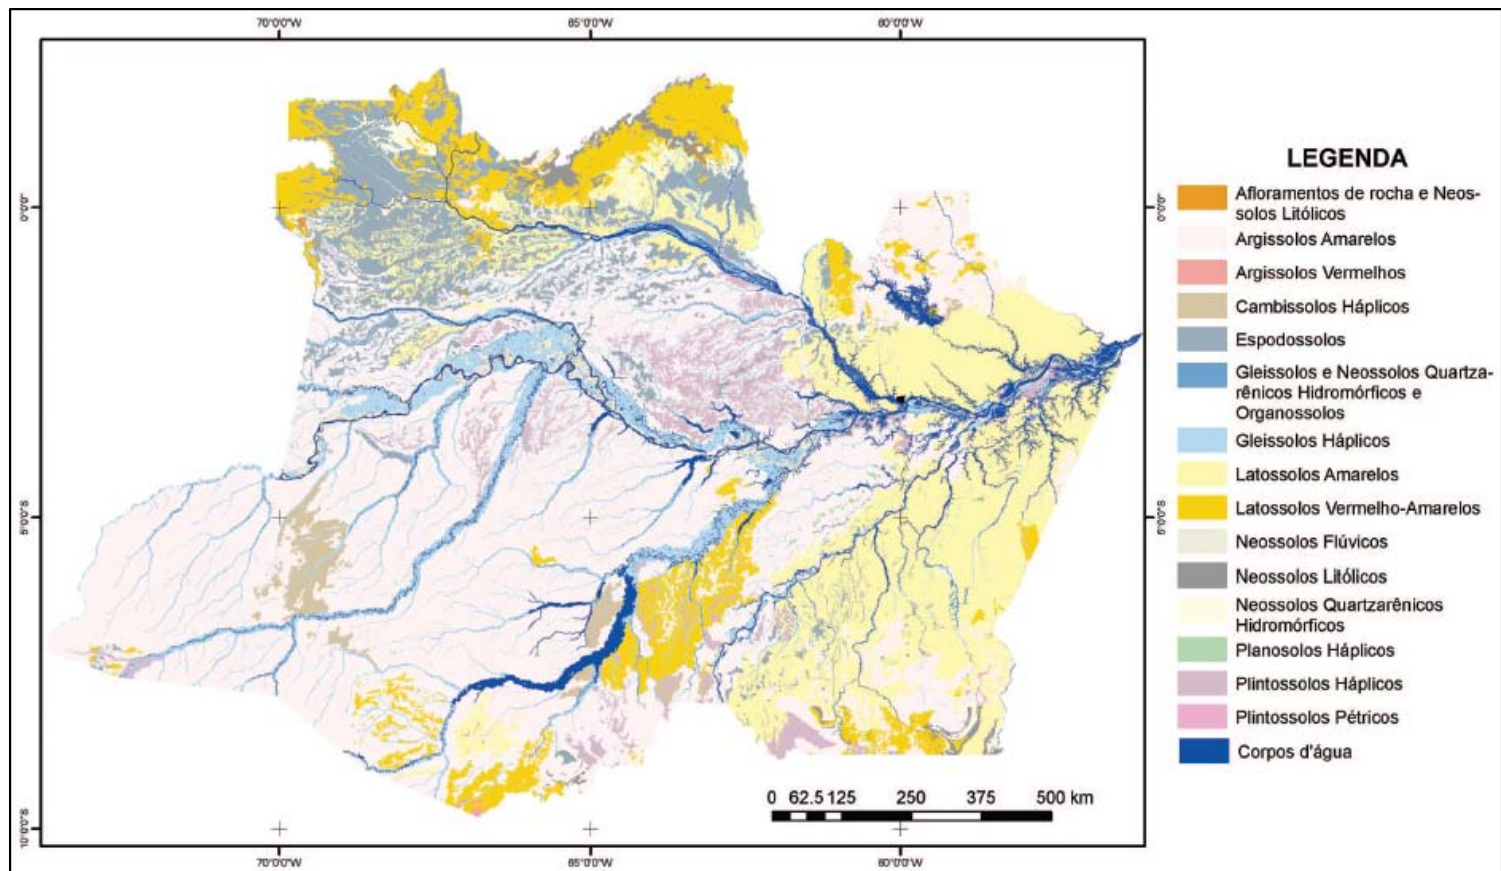 70°0'0"W 65°0'0"W 60°0'0"W
0°0'0" 0°0'0"
5°0'0"S 5°0'0"S
10°0'0"S 10°0'0"S
70°0'0"W 65°0'0"W 60°0'0"W
0 62.5 125 250 375 500 km
LEGENDA
Afloramentos de rocha e Neos-
solos Litólicos
Argissolos Amarelos
Argissolos Vermelhos
Cambissolos Háplicos
Espodossolos
Gleissolos e Neossolos Quartza-
rênicos Hidromórficos e
Organossolos
Gleissolos Háplicos
Latossolos Amarelos
Latossolos Vermelho-Amarelos
Neossolos Flúvicos
Neossolos Litólicos
Neossolos Quartzarênicos
Hidromórficos
Planosolos Háplicos
Plintossolos Háplicos
Plintossolos Pétricos
Corpos d'água